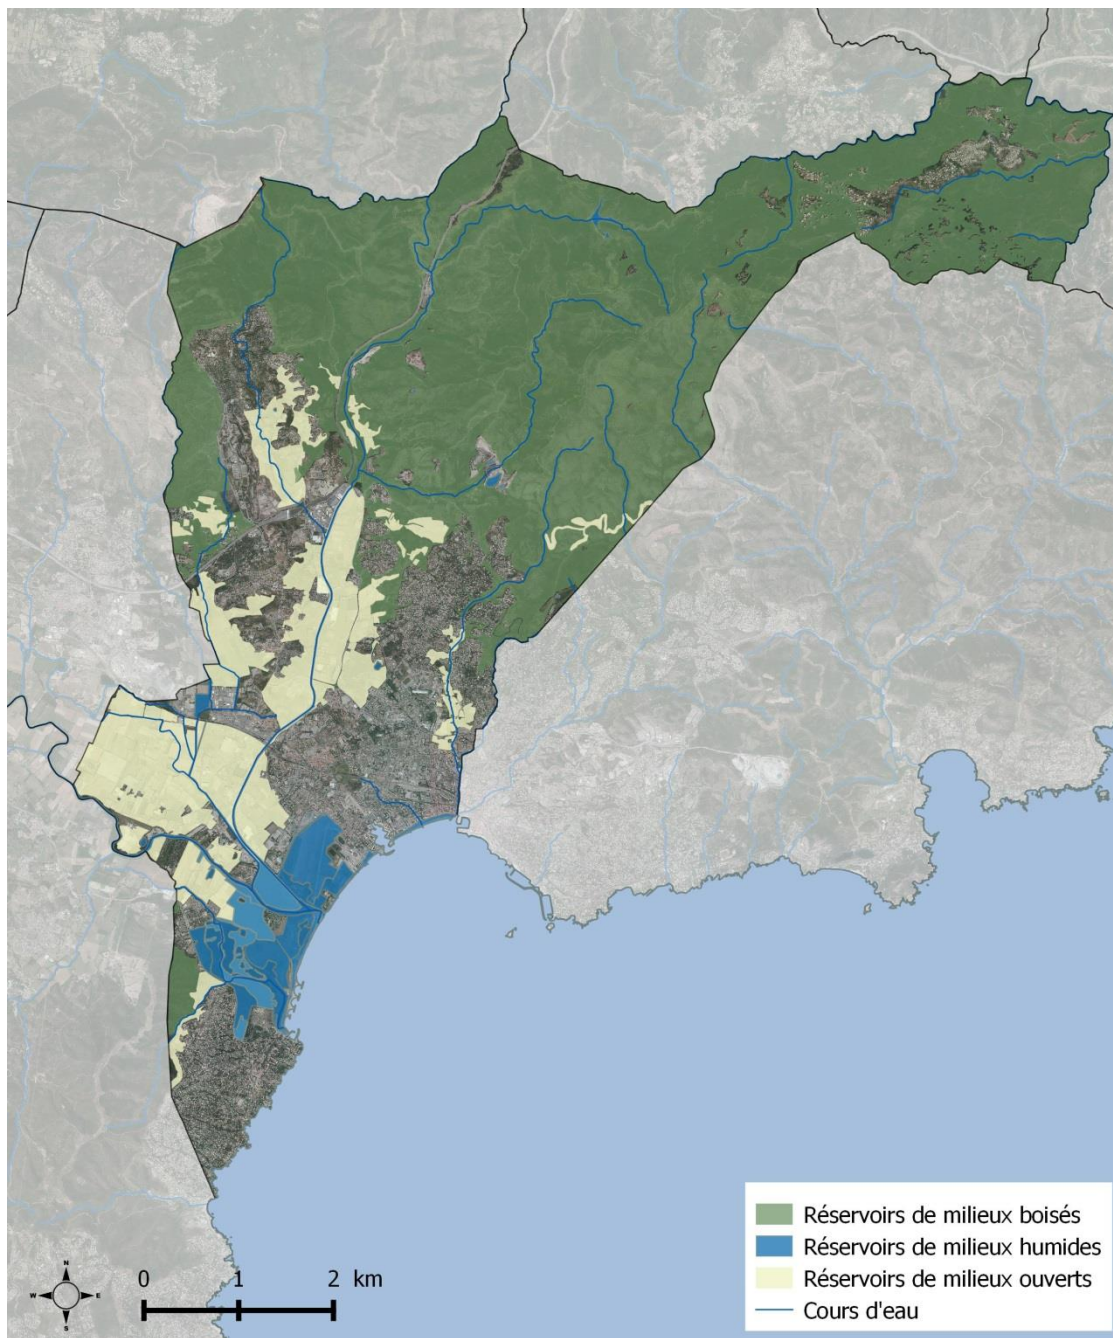 Réservoirs de milieux boisés
Réservoirs de milieux humides
Réservoirs de milieux ouverts
Cours d'eau
N
W E
S
0 1 2 km